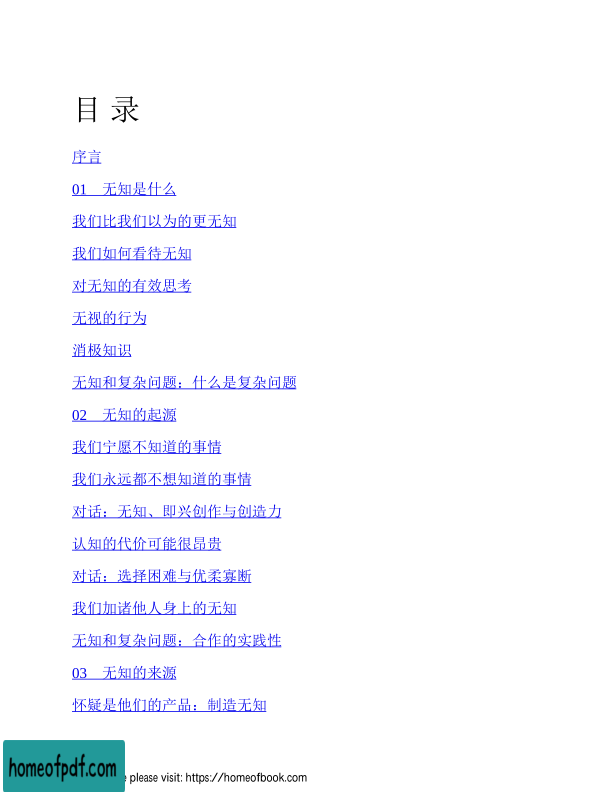 目 录
序言
01　无知是什么
我们比我们以为的更无知
我们如何看待无知
对无知的有效思考
无视的行为
消极知识
无知和复杂问题：什么是复杂问题
02　无知的起源
我们宁愿不知道的事情
我们永远都不想知道的事情
对话：无知、即兴创作与创造力
认知的代价可能很昂贵
对话：选择困难与优柔寡断
我们加诸他人身上的无知
无知和复杂问题：合作的实践性
03　无知的来源
怀疑是他们的产品：制造无知
homeofpdf.com
e please visit: https://homeofbook.com